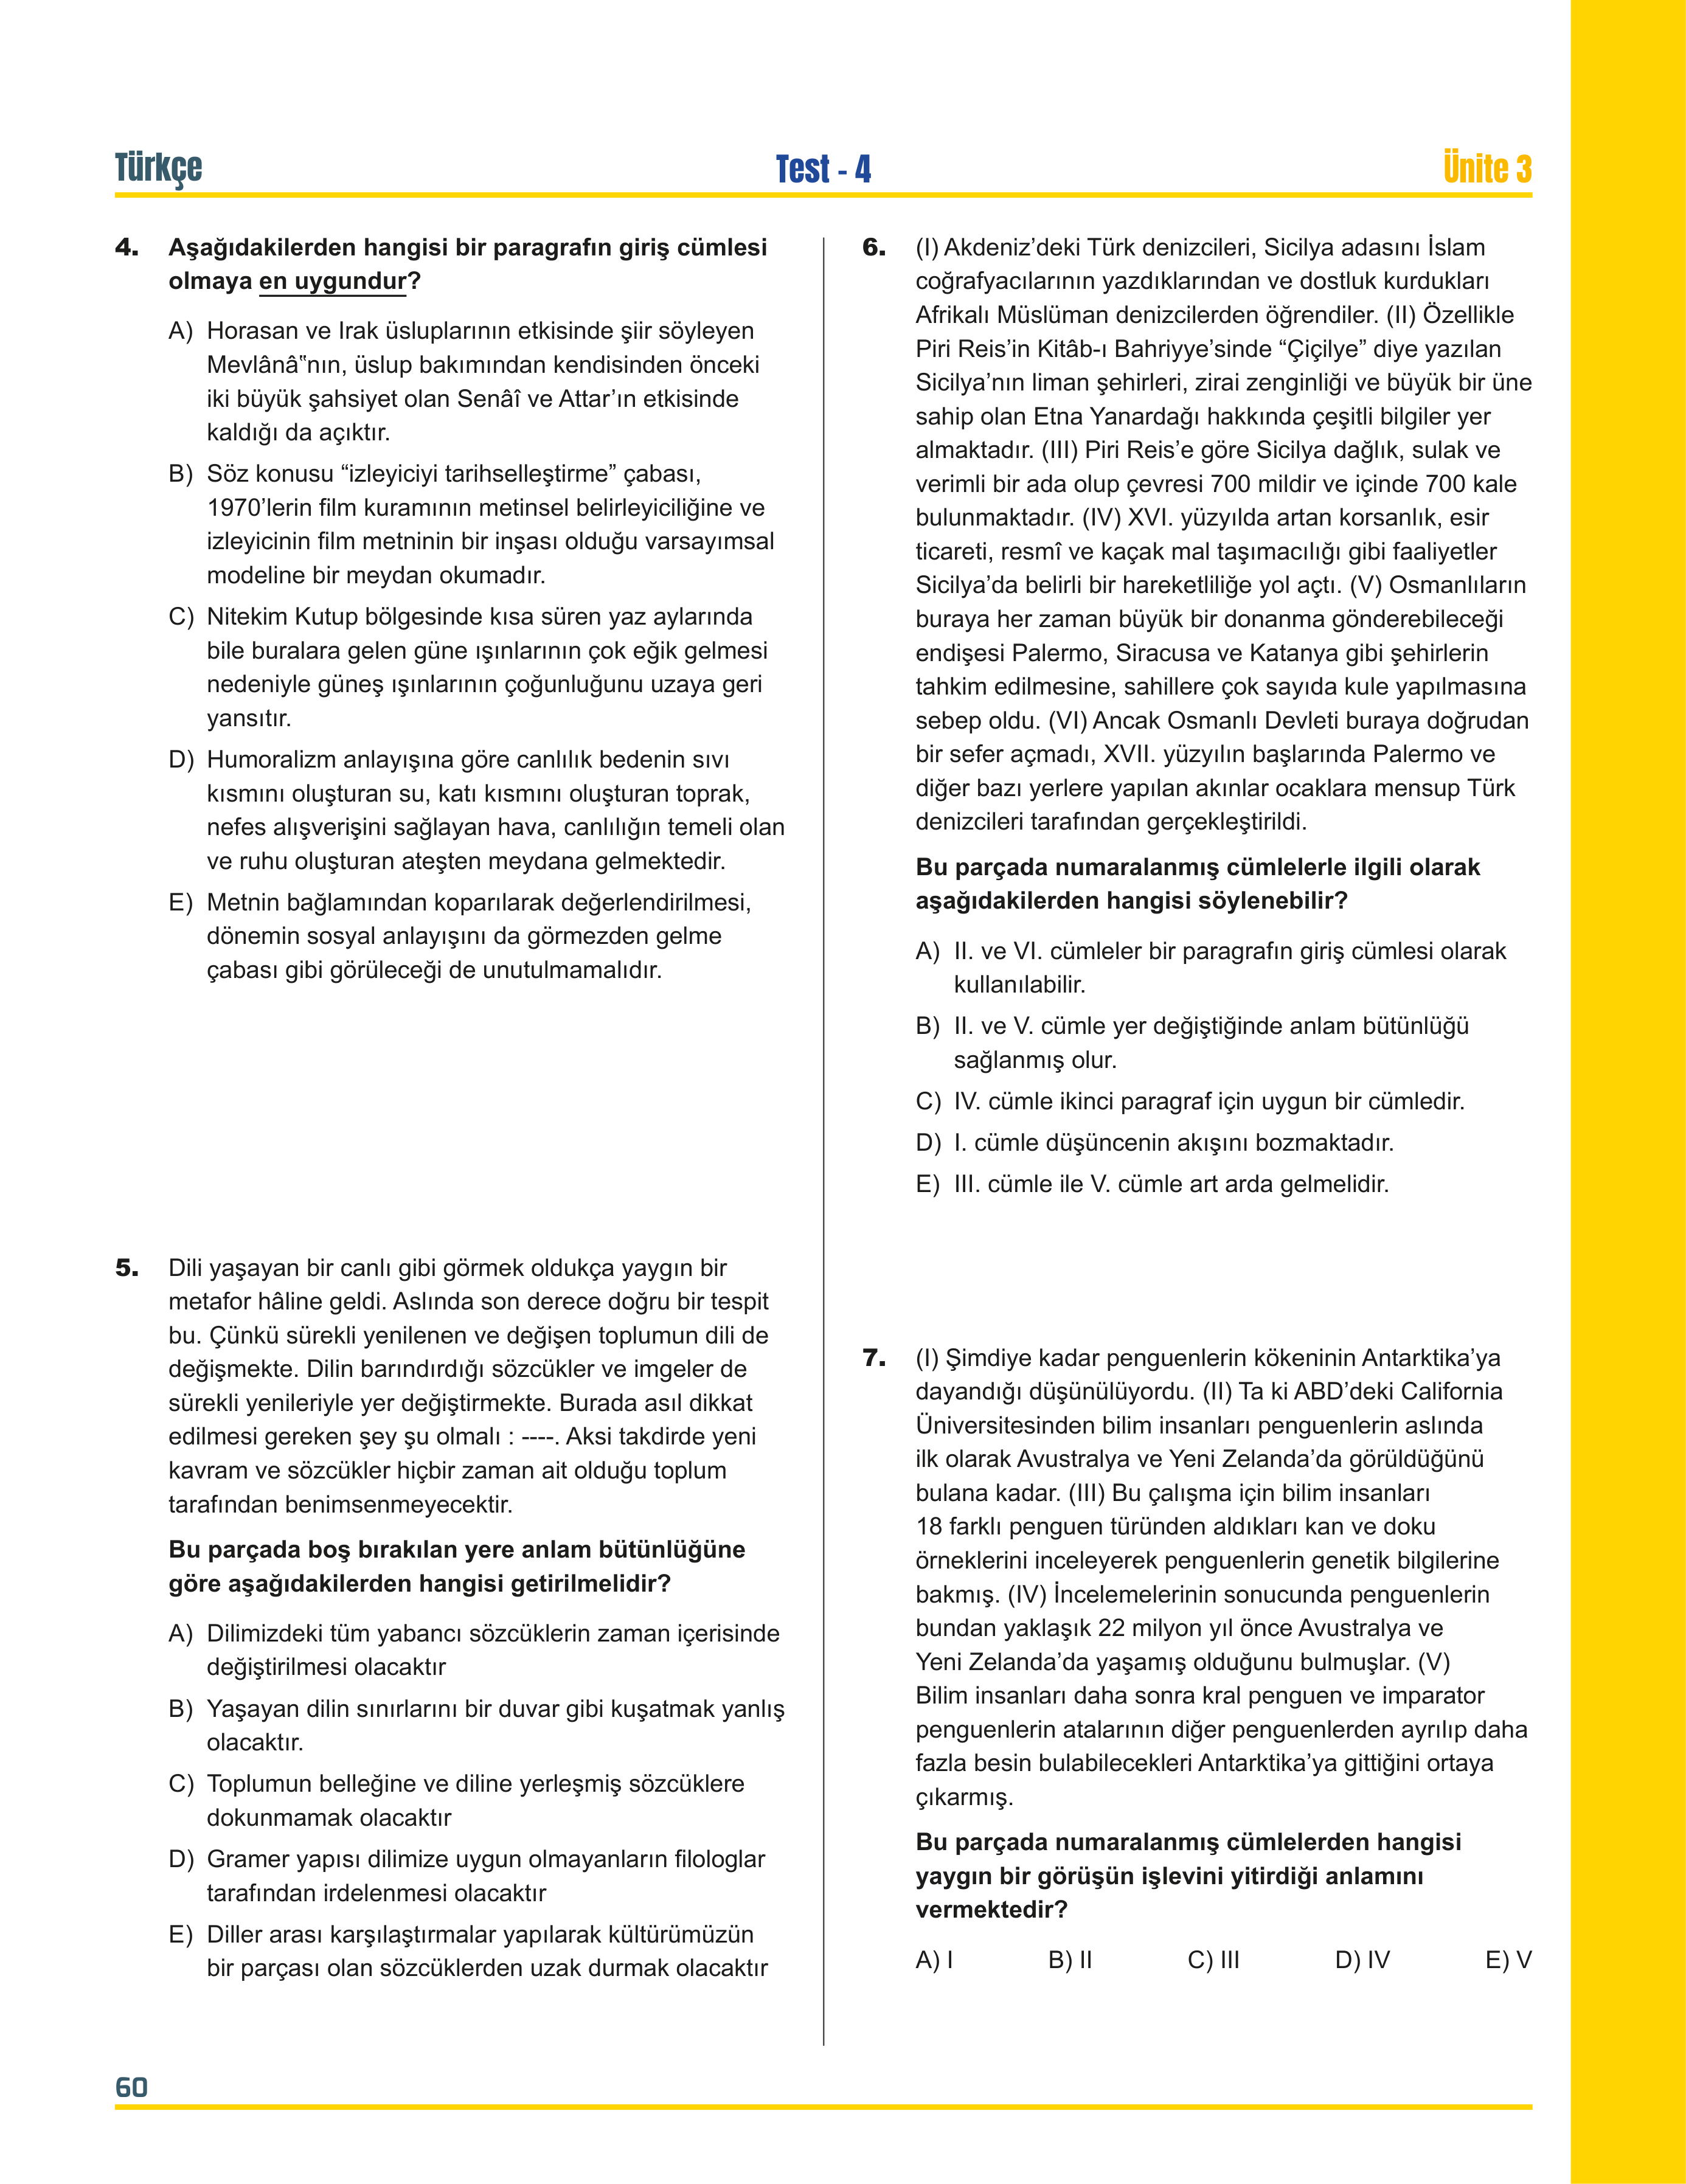 Türkçe
Test - 4
Ünite 3
4. Aşağıdakilerden hangisi bir paragrafın giriş cümlesi
olmaya en uygundur?
A) Horasan ve Irak üsluplarının etkisinde şiir söyleyen
Mevlânâ‟nın, üslup bakımından kendisinden önceki
iki büyük şahsiyet olan Senâî ve Attar’ın etkisinde
kaldığı da açıktır.
B) Söz konusu “izleyiciyi tarihselleştirme” çabası,
1970’lerin film kuramının metinsel belirleyiciliğine ve
izleyicinin film metninin bir inşası olduğu varsayımsal
modeline bir meydan okumadır.
C) Nitekim Kutup bölgesinde kısa süren yaz aylarında
bile buralara gelen güne ışınlarının çok eğik gelmesi
nedeniyle güneş ışınlarının çoğunluğunu uzaya geri
yansıtır.
D) Humoralizm anlayışına göre canlılık bedenin sıvı
kısmını oluşturan su, katı kısmını oluşturan toprak,
nefes alışverişini sağlayan hava, canlılığın temeli olan
ve ruhu oluşturan ateşten meydana gelmektedir.
E) Metnin bağlamından koparılarak değerlendirilmesi,
dönemin sosyal anlayışını da görmezden gelme
çabası gibi görüleceği de unutulmamalıdır.
5. Dili yaşayan bir canlı gibi görmek oldukça yaygın bir
metafor hâline geldi. Aslında son derece doğru bir tespit
bu. Çünkü sürekli yenilenen ve değişen toplumun dili de
değişmekte. Dilin barındırdığı sözcükler ve imgeler de
sürekli yenileriyle yer değiştirmekte. Burada asıl dikkat
edilmesi gereken şey şu olmalı : ----. Aksi takdirde yeni
kavram ve sözcükler hiçbir zaman ait olduğu toplum
tarafından benimsenmeyecektir.
Bu parçada boş bırakılan yere anlam bütünlüğüne
göre aşağıdakilerden hangisi getirilmelidir?
A) Dilimizdeki tüm yabancı sözcüklerin zaman içerisinde
değiştirilmesi olacaktır
B) Yaşayan dilin sınırlarını bir duvar gibi kuşatmak yanlış
olacaktır.
C) Toplumun belleğine ve diline yerleşmiş sözcüklere
dokunmamak olacaktır
D) Gramer yapısı dilimize uygun olmayanların filologlar
tarafından irdelenmesi olacaktır
E) Diller arası karşılaştırmalar yapılarak kültürümüzün
bir parçası olan sözcüklerden uzak durmak olacaktır
6. (I) Akdeniz’deki Türk denizcileri, Sicilya adasını İslam
coğrafyacılarının yazdıklarından ve dostluk kurdukları
Afrikalı Müslüman denizcilerden öğrendiler. (II) Özellikle
Piri Reis’in Kitâb-ı Bahriyye’sinde “Çiçilye” diye yazılan
Sicilya’nın liman şehirleri, zirai zenginliği ve büyük bir üne
sahip olan Etna Yanardağı hakkında çeşitli bilgiler yer
almaktadır. (III) Piri Reis’e göre Sicilya dağlık, sulak ve
verimli bir ada olup çevresi 700 mildir ve içinde 700 kale
bulunmaktadır. (IV) XVI. yüzyılda artan korsanlık, esir
ticareti, resmî ve kaçak mal taşımacılığı gibi faaliyetler
Sicilya’da belirli bir hareketliliğe yol açtı. (V) Osmanlıların
buraya her zaman büyük bir donanma gönderebileceği
endişesi Palermo, Siracusa ve Katanya gibi şehirlerin
tahkim edilmesine, sahillere çok sayıda kule yapılmasına
sebep oldu. (VI) Ancak Osmanlı Devleti buraya doğrudan
bir sefer açmadı, XVII. yüzyılın başlarında Palermo ve
diğer bazı yerlere yapılan akınlar ocaklara mensup Türk
denizcileri tarafından gerçekleştirildi.
Bu parçada numaralanmış cümlelerle ilgili olarak
aşağıdakilerden hangisi söylenebilir?
A) II. ve VI. cümleler bir paragrafın giriş cümlesi olarak
kullanılabilir.
B) II. ve V. cümle yer değiştiğinde anlam bütünlüğü
sağlanmış olur.
C) IV. cümle ikinci paragraf için uygun bir cümledir.
D) I. cümle düşüncenin akışını bozmaktadır.
E) III. cümle ile V. cümle art arda gelmelidir.
7. (I) Şimdiye kadar penguenlerin kökeninin Antarktika’ya
dayandığı düşünülüyordu. (II) Ta ki ABD’deki California
Üniversitesinden bilim insanları penguenlerin aslında
ilk olarak Avustralya ve Yeni Zelanda’da görüldüğünü
bulana kadar. (III) Bu çalışma için bilim insanları
18 farklı penguen türünden aldıkları kan ve doku
örneklerini inceleyerek penguenlerin genetik bilgilerine
bakmış. (IV) İncelemelerinin sonucunda penguenlerin
bundan yaklaşık 22 milyon yıl önce Avustralya ve
Yeni Zelanda’da yaşamış olduğunu bulmuşlar. (V)
Bilim insanları daha sonra kral penguen ve imparator
penguenlerin atalarının diğer penguenlerden ayrılıp daha
fazla besin bulabilecekleri Antarktika’ya gittiğini ortaya
çıkarmış.
Bu parçada numaralanmış cümlelerden hangisi
yaygın bir görüşün işlevini yitirdiği anlamını
vermektedir?
A) I B) II C) III D) IV E) V
60